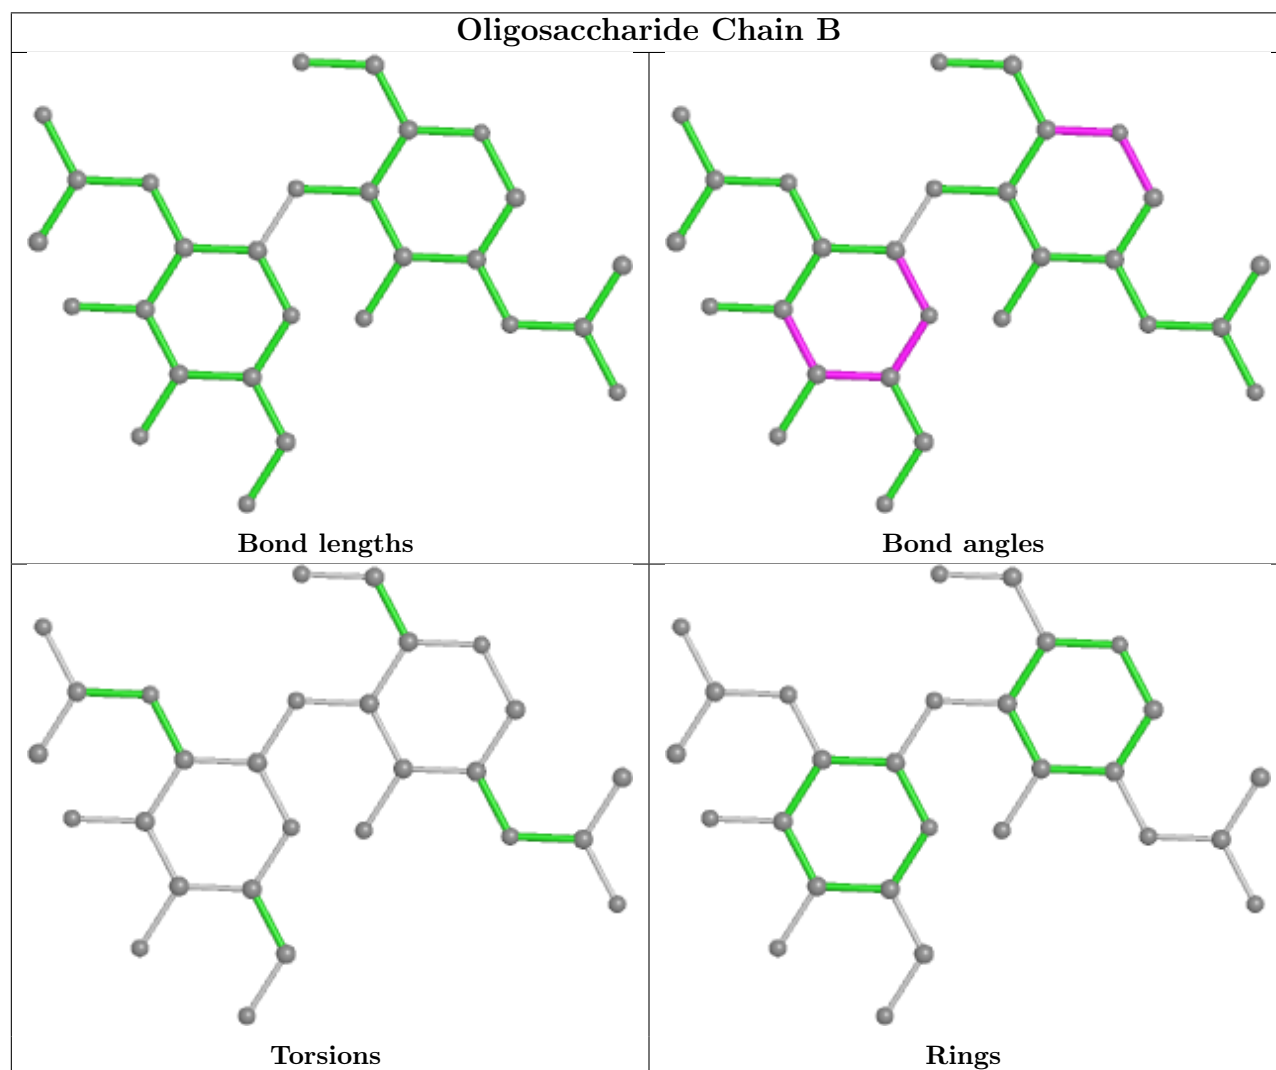 Oligosaccharide Chain B
Bond lengths
Bond angles
Torsions
Rings